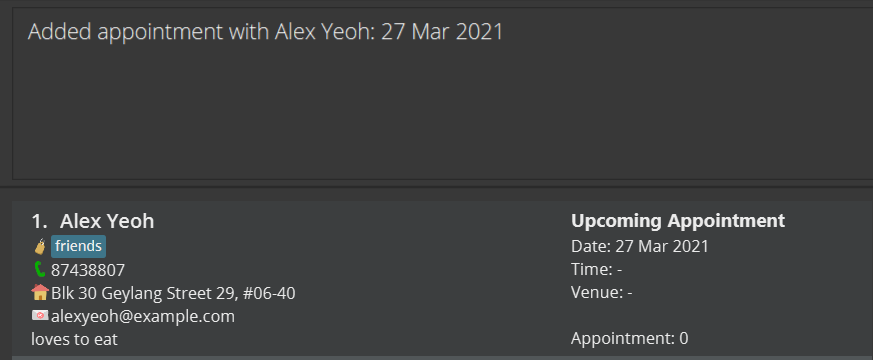 Added appointment with Alex Yeoh: 27 Mar 2021
1. Alex Yeoh
friends
87438807
Blk 30 Geylang Street 29, #06-40
alexyeoh@example.com
loves to eat
Upcoming Appointment
Date: 27 Mar 2021
Time: -
Venue: -
Appointment: 0